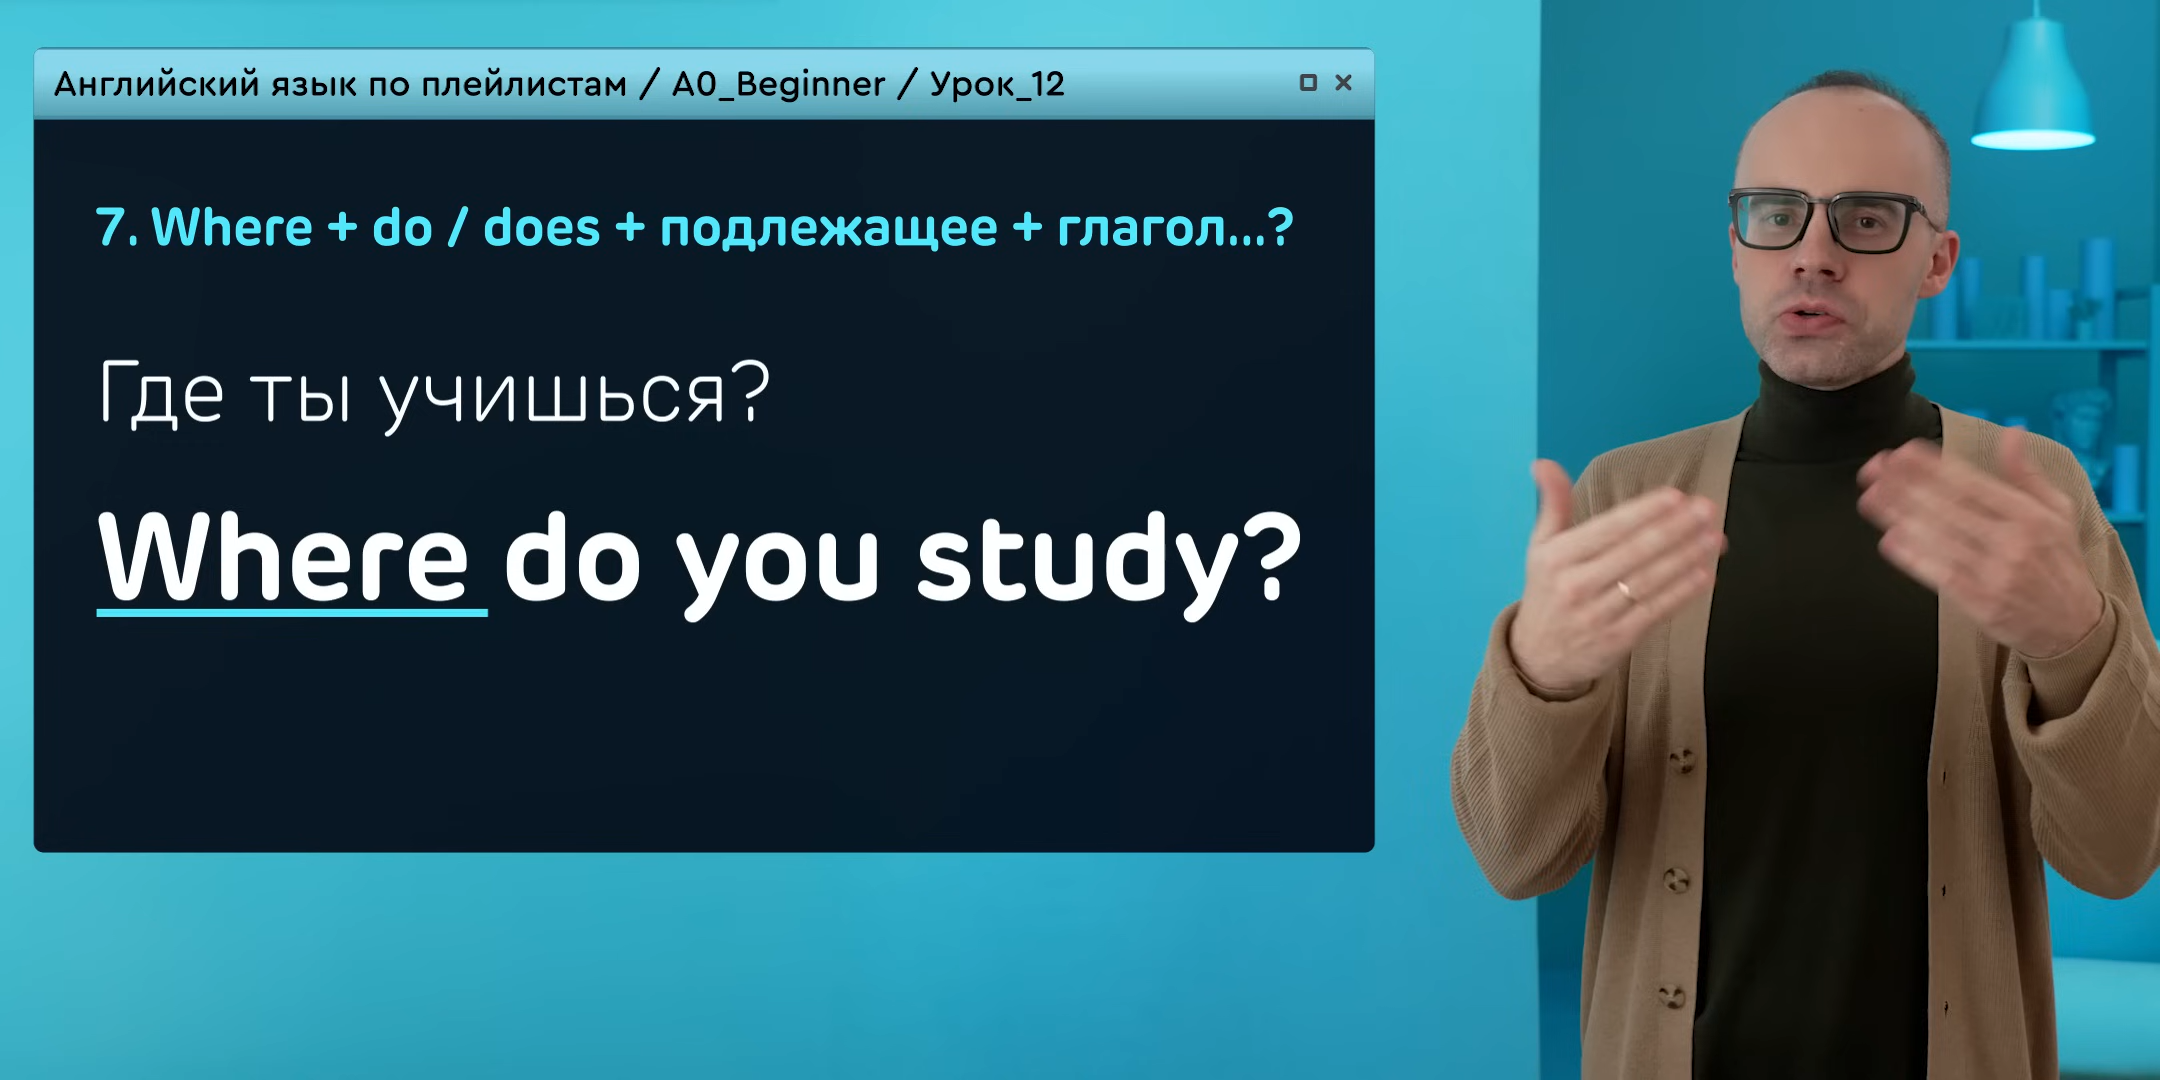 Английский язык по плейлистам / A0_Beginner / Урок_12
7. Where + do / does + подлежащее + глагол...?
Где ты учишься?
Where do you study?